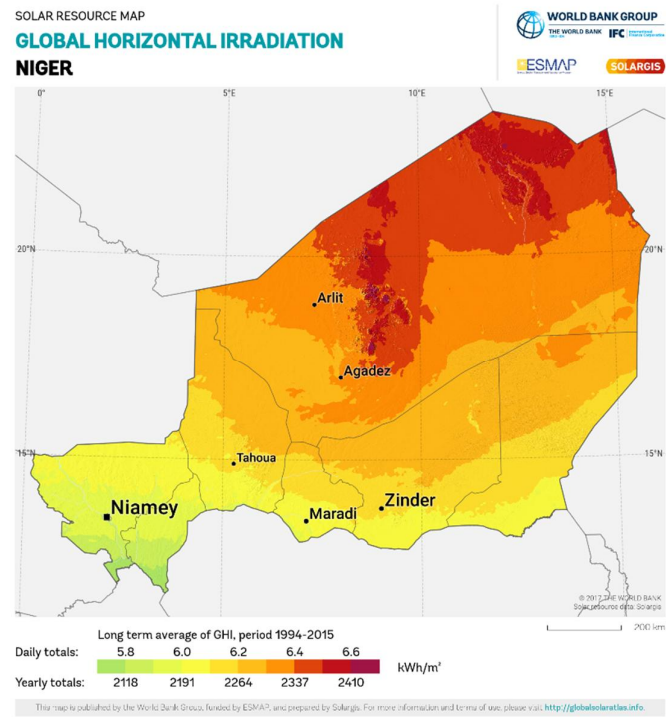 SOLAR RESOURCE MAP
GLOBAL HORIZONTAL IRRADIATION
NIGER
WORLD BANK GROUP
THE WORLD BANK
IFC International Finance Corporation
ESMAP
SOLARGIS
0° 5°E 10°E 15°E
20°N 20°N
Arlit
Agadez
15°N 15°N
Tahoua
Niamey
Maradi
Zinder
© 2017 THE WORLD BANK
Solar resource data: Solargis
200 km
Long term average of GHI, period 1994-2015
Daily totals: 5.8 6.0 6.2 6.4 6.6
kWh/m²
Yearly totals: 2118 2191 2264 2337 2410
This map is published by the World Bank Group, funded by ESMAP, and prepared by Solargis. For more information and terms of use, please visit http://globalsolaratlas.info.